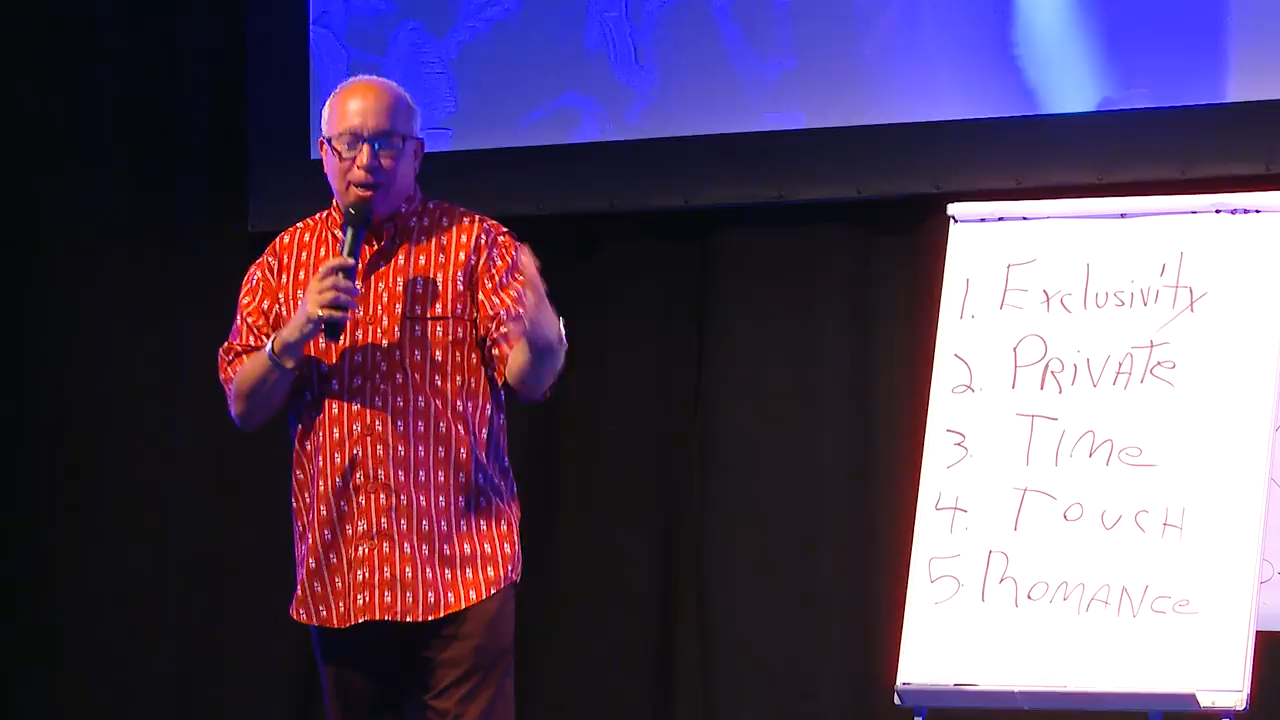 1. Exclusivity
2. PRiVATe
3. TIMe
4. TOUCH
5. ROMANCe